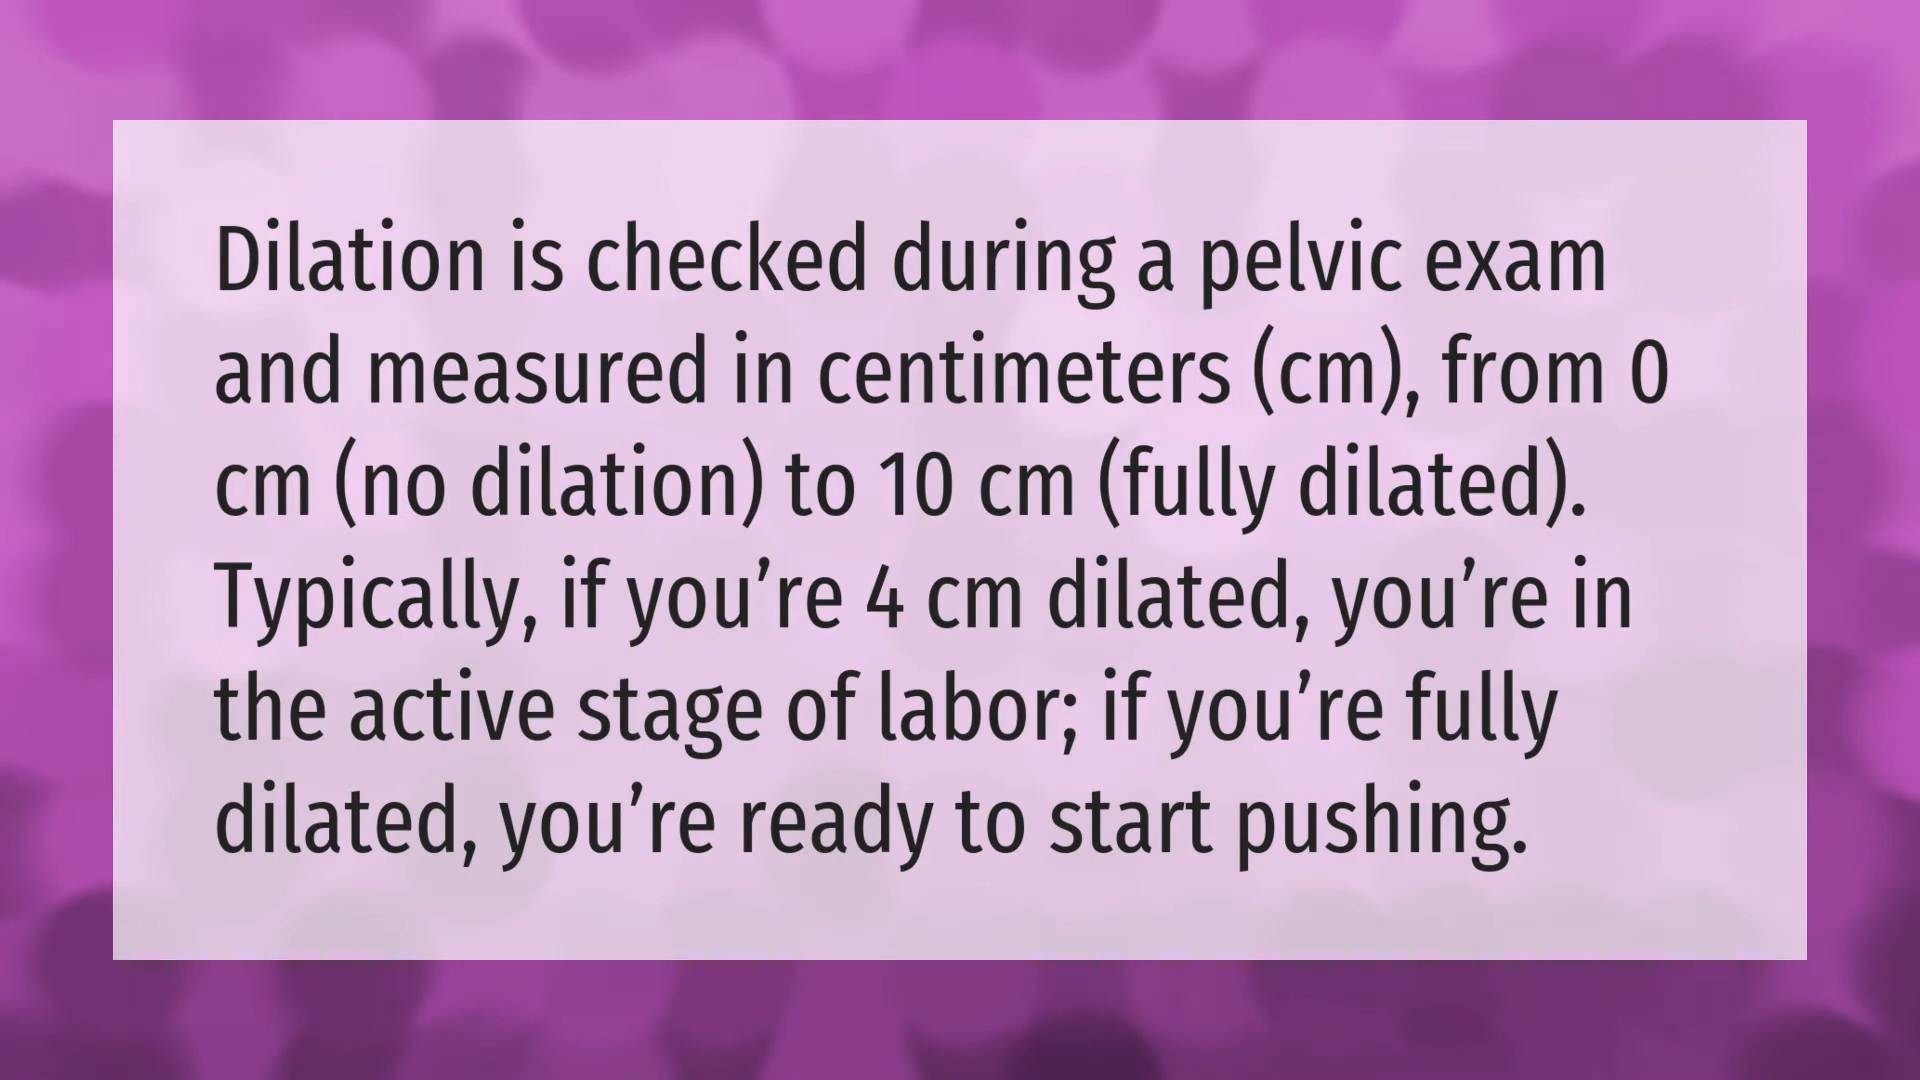 Dilation is checked during a pelvic exam
and measured in centimeters (cm), from 0
cm (no dilation) to 10 cm (fully dilated).
Typically, if you’re 4 cm dilated, you’re in
the active stage of labor; if you’re fully
dilated, you’re ready to start pushing.